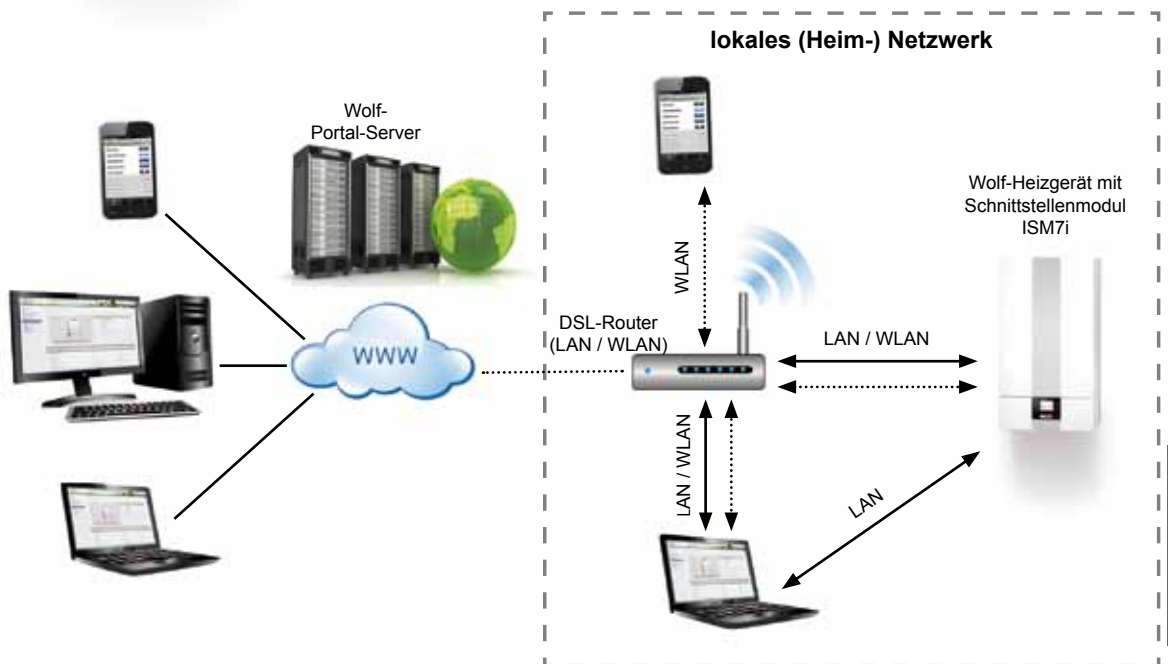 lokales (Heim-) Netzwerk
Wolf-
Portal-Server
Wolf-Heizgerät mit
Schnittstellenmodul
ISM7i
WLAN
DSL-Router
(LAN / WLAN)
LAN / WLAN
WWW
LAN / WLAN
LAN